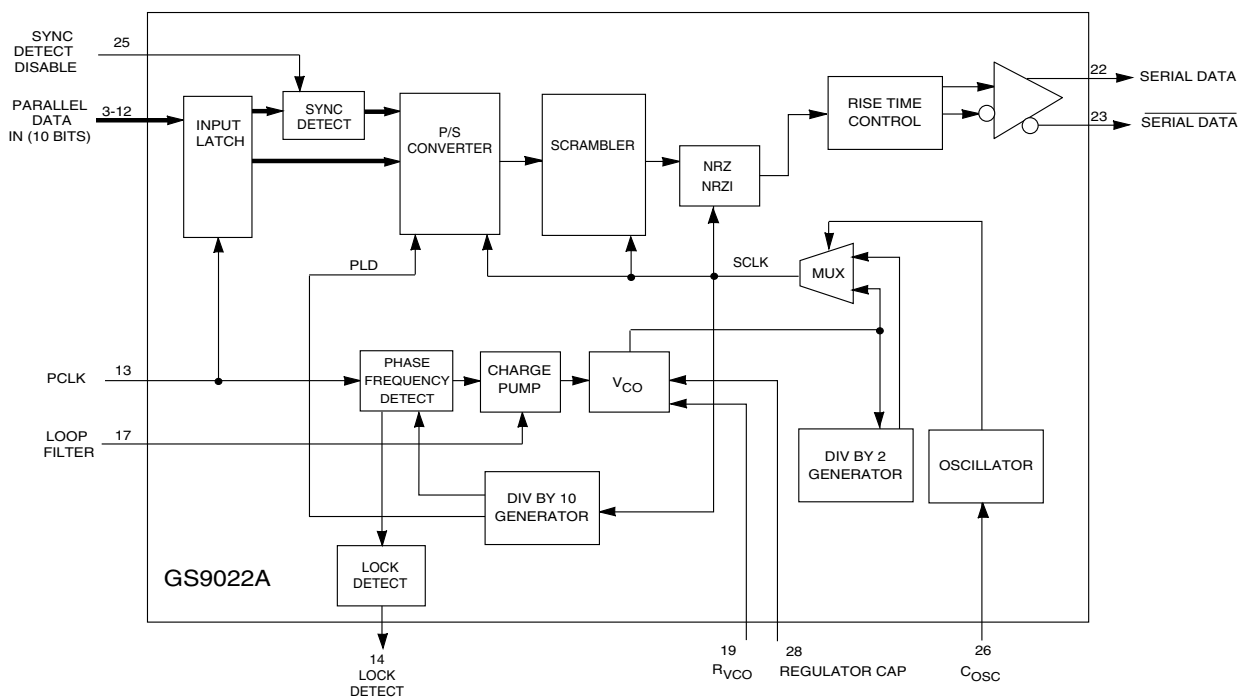 SYNC
DETECT
DISABLE
25
PARALLEL
DATA
IN (10 BITS)
3-12
INPUT
LATCH
SYNC
DETECT
P/S
CONVERTER
SCRAMBLER
NRZ
NRZI
RISE TIME
CONTROL
22
SERIAL DATA
23
SERIAL DATA
PLD
SCLK
MUX
PCLK
13
PHASE
FREQUENCY
DETECT
CHARGE
PUMP
VCO
LOOP
FILTER
17
DIV BY 2
GENERATOR
OSCILLATOR
DIV BY 10
GENERATOR
LOCK
DETECT
GS9022A
14
LOCK
DETECT
19
RVCO
28
REGULATOR CAP
26
COSC